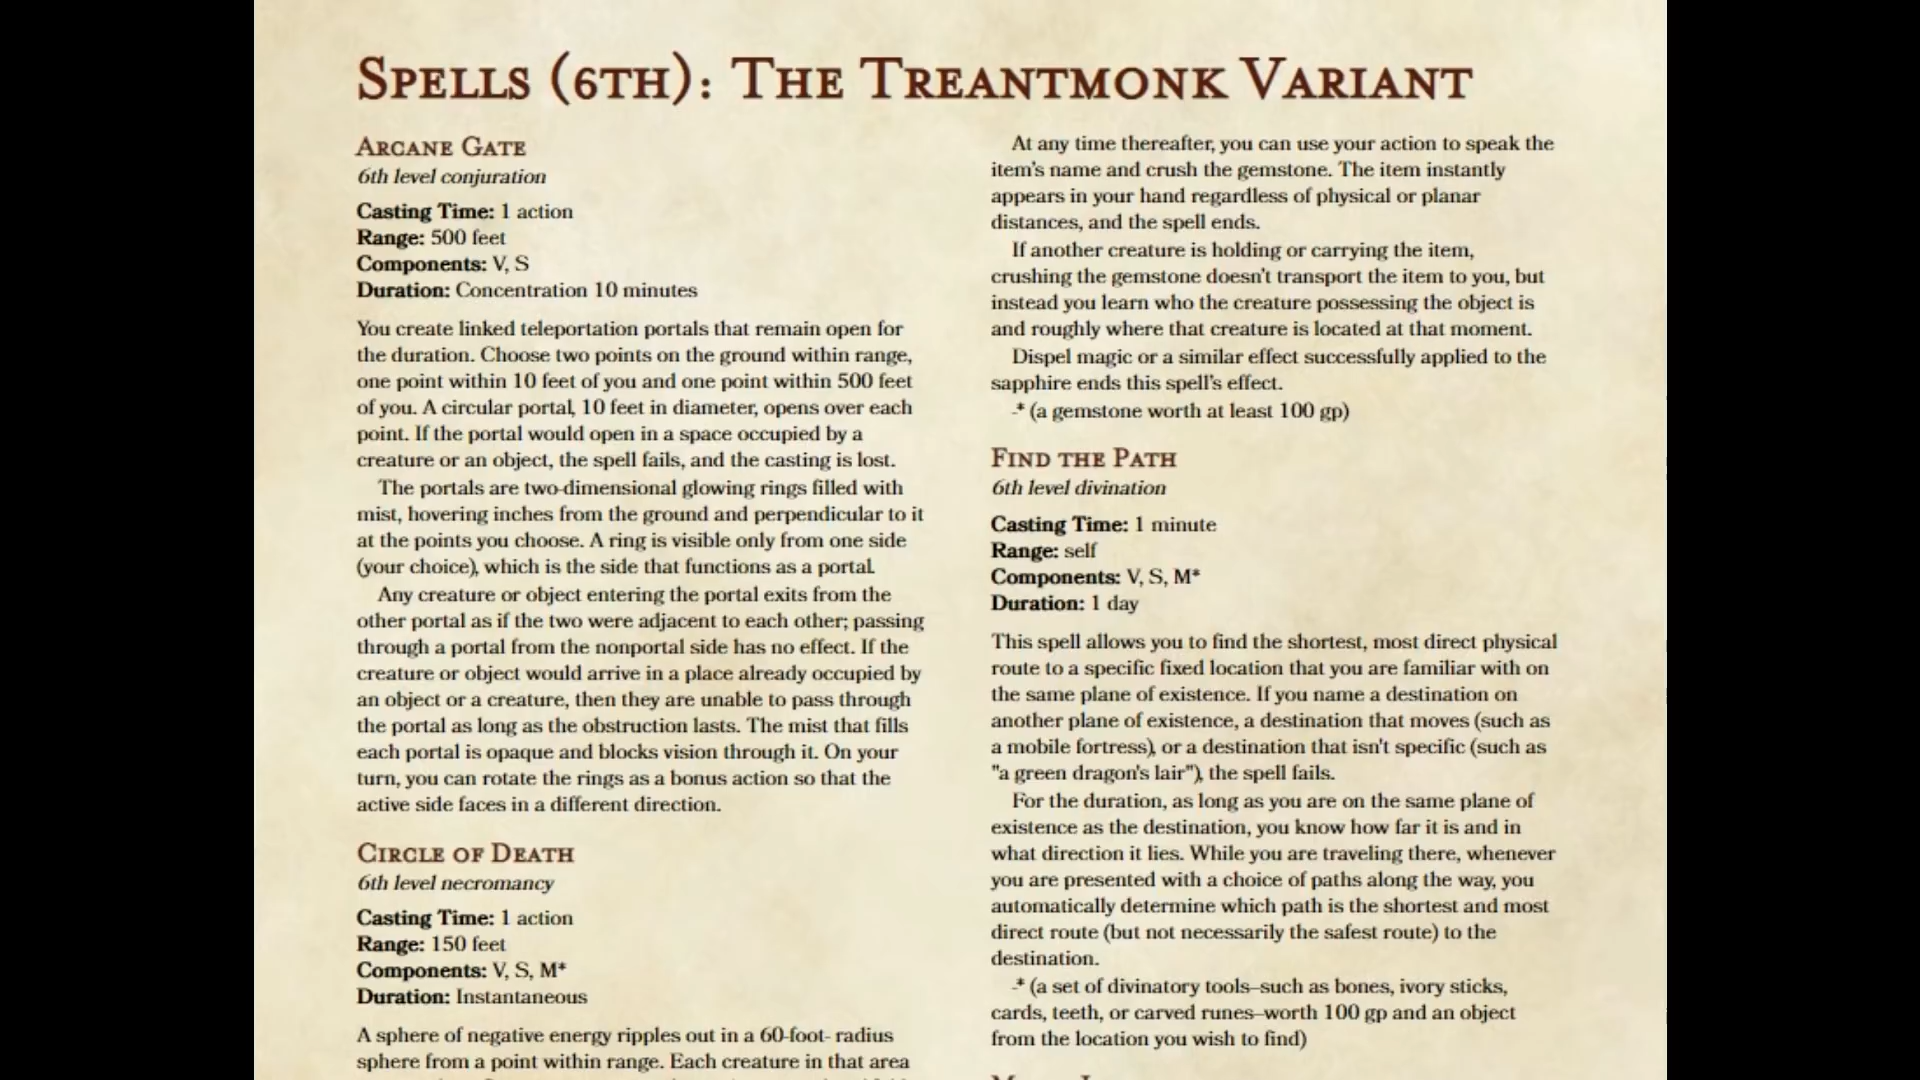 Spells (6th): The Treantmonk Variant
Arcane Gate
6th level conjuration
Casting Time: 1 action
Range: 500 feet
Components: V, S
Duration: Concentration 10 minutes
You create linked teleportation portals that remain open for
the duration. Choose two points on the ground within range,
one point within 10 feet of you and one point within 500 feet
of you. A circular portal, 10 feet in diameter, opens over each
point. If the portal would open in a space occupied by a
creature or an object, the spell fails, and the casting is lost.
The portals are two-dimensional glowing rings filled with
mist, hovering inches from the ground and perpendicular to it
at the points you choose. A ring is visible only from one side
(your choice), which is the side that functions as a portal.
Any creature or object entering the portal exits from the
other portal as if the two were adjacent to each other; passing
through a portal from the nonportal side has no effect. If the
creature or object would arrive in a place already occupied by
an object or a creature, then they are unable to pass through
the portal as long as the obstruction lasts. The mist that fills
each portal is opaque and blocks vision through it. On your
turn, you can rotate the rings as a bonus action so that the
active side faces in a different direction.
Circle of Death
6th level necromancy
Casting Time: 1 action
Range: 150 feet
Components: V, S, M*
Duration: Instantaneous
A sphere of negative energy ripples out in a 60-foot- radius
sphere from a point within range. Each creature in that area
At any time thereafter, you can use your action to speak the
item's name and crush the gemstone. The item instantly
appears in your hand regardless of physical or planar
distances, and the spell ends.
If another creature is holding or carrying the item,
crushing the gemstone doesn't transport the item to you, but
instead you learn who the creature possessing the object is
and roughly where that creature is located at that moment.
Dispel magic or a similar effect successfully applied to the
sapphire ends this spell's effect.
-* (a gemstone worth at least 100 gp)
Find the Path
6th level divination
Casting Time: 1 minute
Range: self
Components: V, S, M*
Duration: 1 day
This spell allows you to find the shortest, most direct physical
route to a specific fixed location that you are familiar with on
the same plane of existence. If you name a destination on
another plane of existence, a destination that moves (such as
a mobile fortress), or a destination that isn't specific (such as
"a green dragon's lair"), the spell fails.
For the duration, as long as you are on the same plane of
existence as the destination, you know how far it is and in
what direction it lies. While you are traveling there, whenever
you are presented with a choice of paths along the way, you
automatically determine which path is the shortest and most
direct route (but not necessarily the safest route) to the
destination.
-* (a set of divinatory tools–such as bones, ivory sticks,
cards, teeth, or carved runes–worth 100 gp and an object
from the location you wish to find)